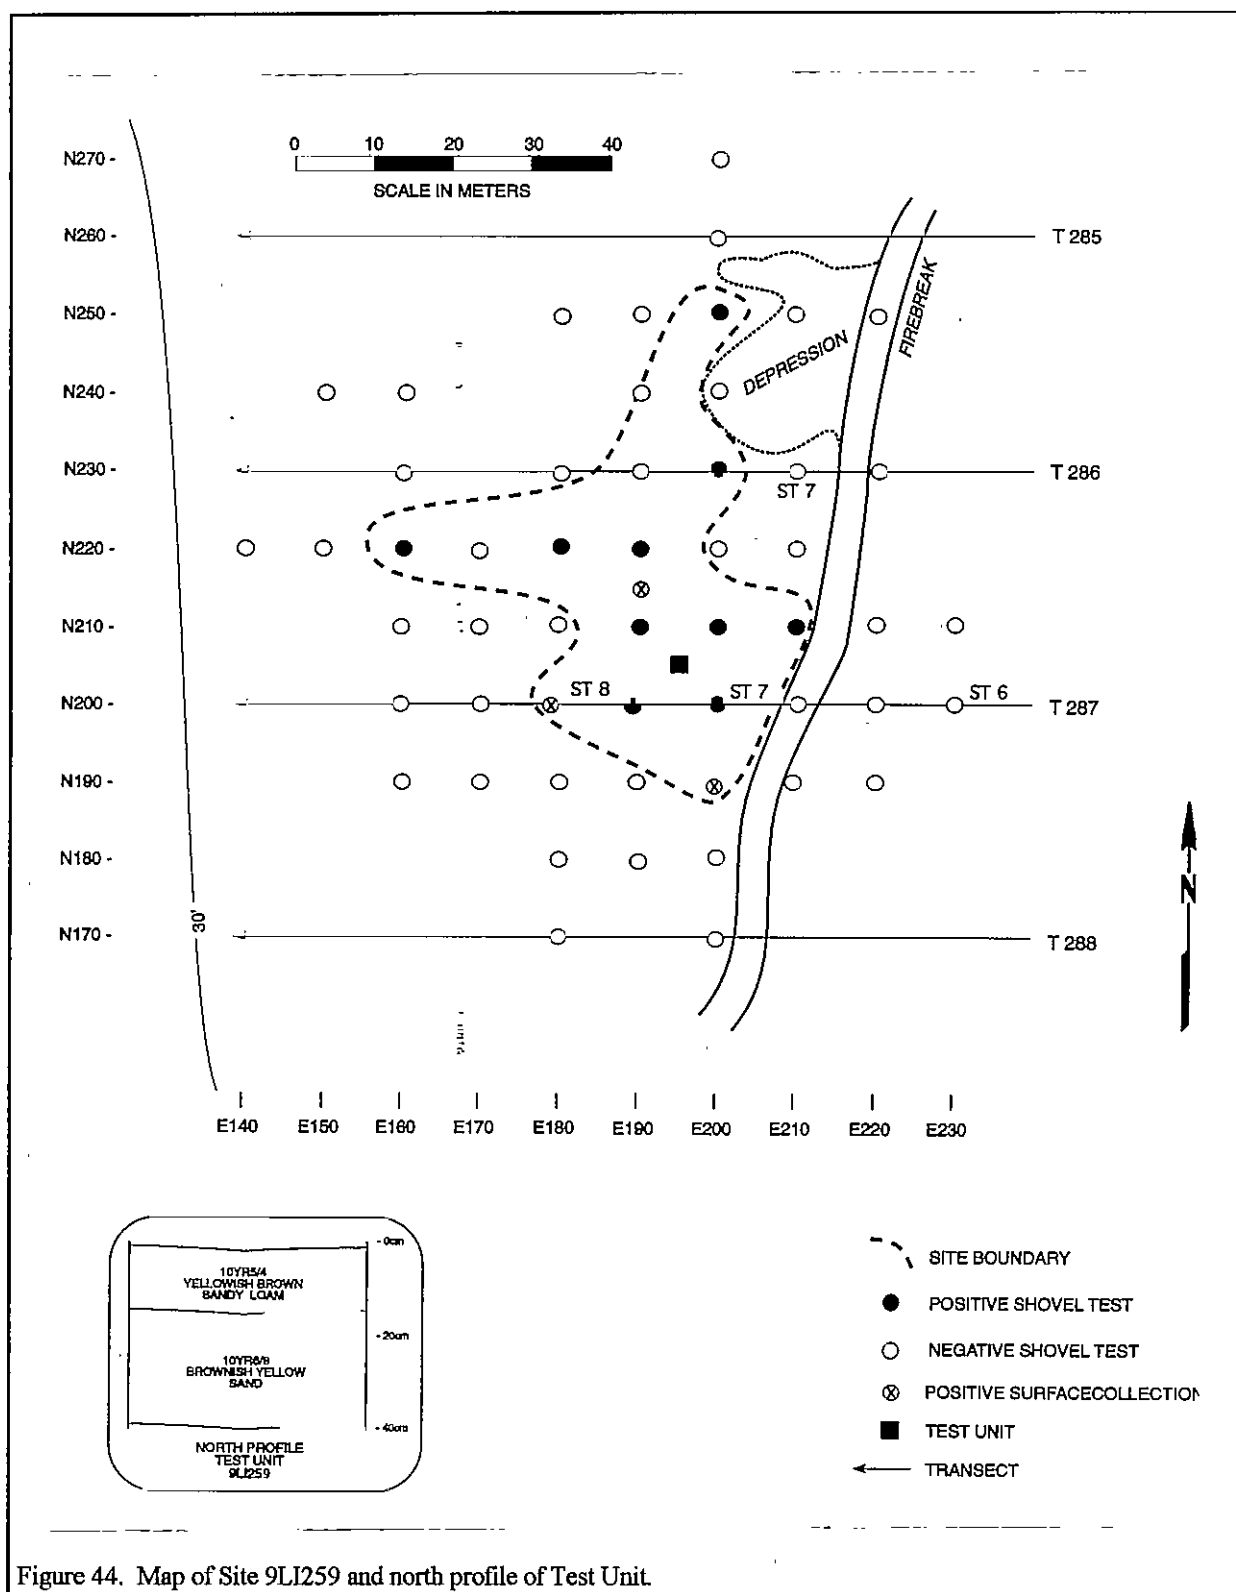 0 10 20 30 40
SCALE IN METERS
N270 -
N260 -
T 285
FIREBREAK
N250 -
DEPRESSION
N240 -
N230 -
T 286
ST 7
N220 -
N210 -
ST 8
ST 7
ST 6
N200 -
T 287
N190 -
N180 -
30'
N170 -
T 288
N
E140 E150 E160 E170 E180 E190 E200 E210 E220 E230
- 0cm
10YR5/4
YELLOWISH BROWN
SANDY LOAM
- 20cm
10YR6/8
BROWNISH YELLOW
SAND
- 40cm
NORTH PROFILE
TEST UNIT
9LI259
SITE BOUNDARY
POSITIVE SHOVEL TEST
NEGATIVE SHOVEL TEST
POSITIVE SURFACECOLLECTION
TEST UNIT
TRANSECT
Figure 44. Map of Site 9LI259 and north profile of Test Unit.